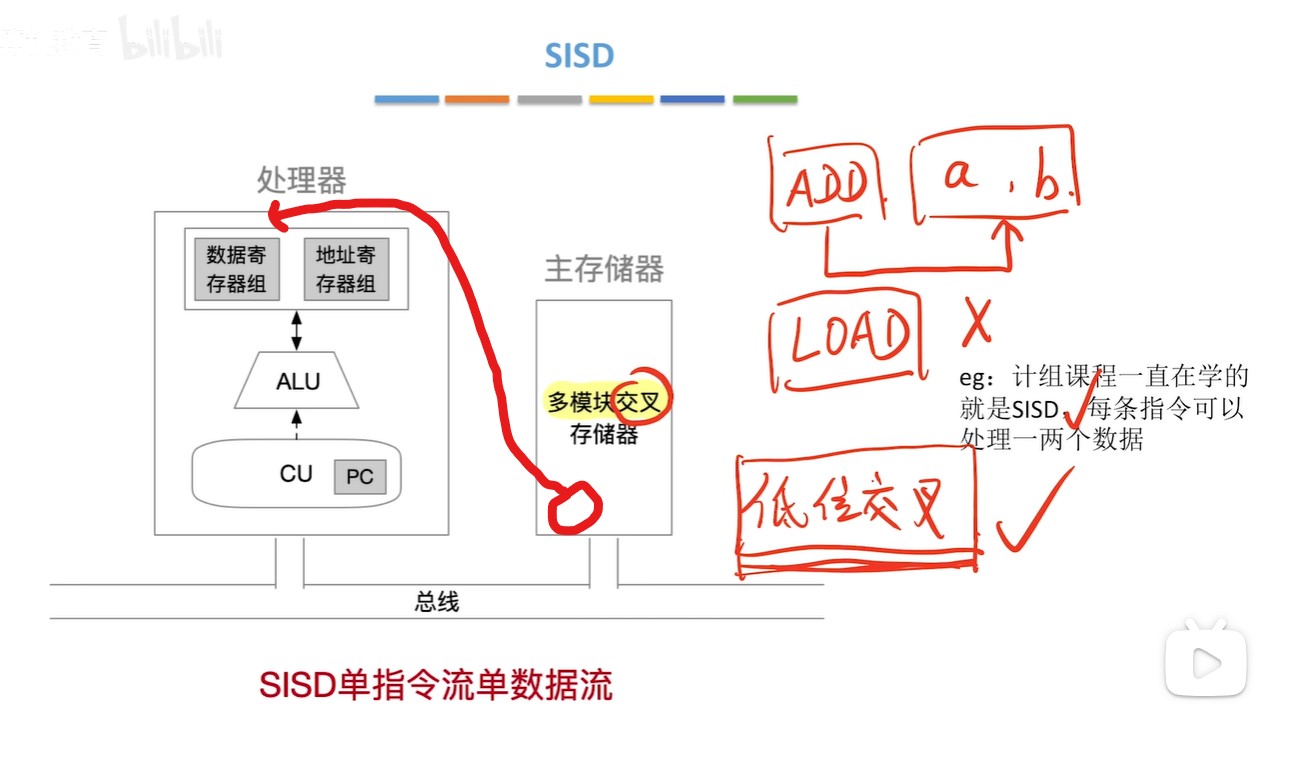 bilibili
SISD
处理器
数据寄
存器组
地址寄
存器组
ALU
CU
PC
主存储器
多模块交叉
存储器
总线
ADD
a, b.
LOAD X
eg：计组课程一直在学的
就是SISD，每条指令可以
处理一两个数据
低位交叉
SISD单指令流单数据流